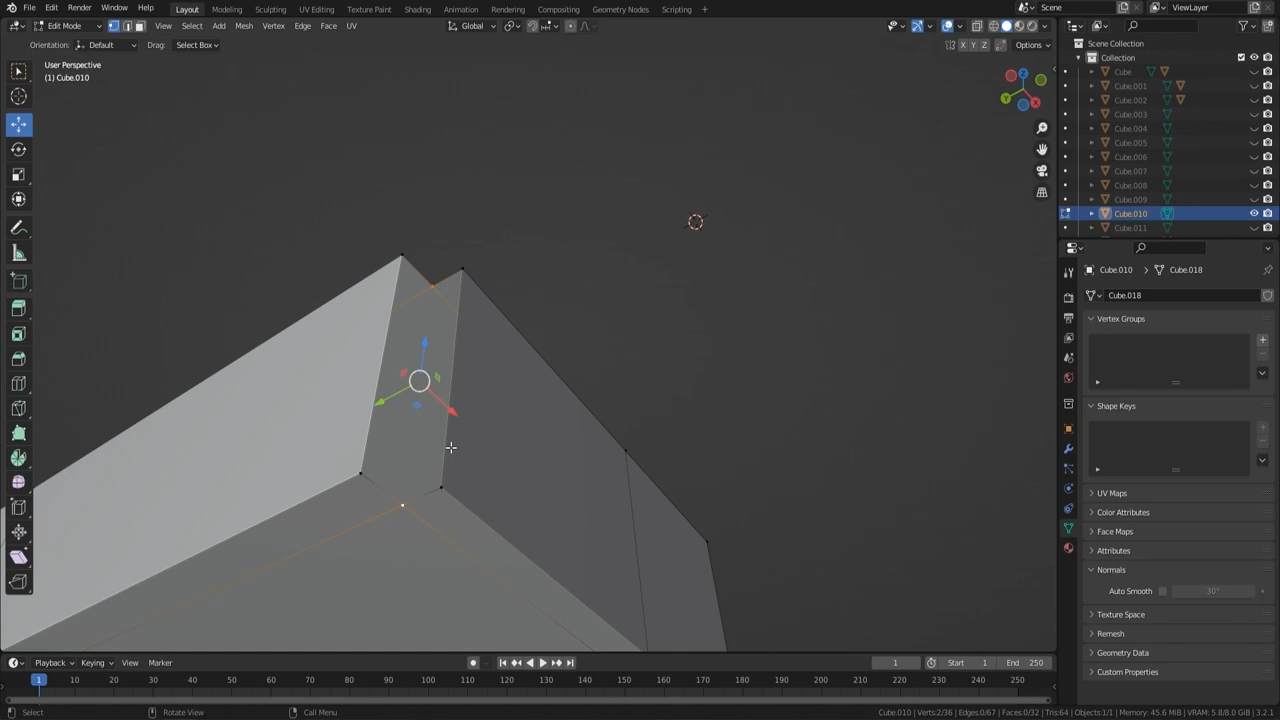 File Edit Render Window Help Layout Modeling Sculpting UV Editing Texture Paint Shading Animation Rendering Compositing Geometry Nodes Scripting + Scene ViewLayer
Edit Mode View Select Add Mesh Vertex Edge Face UV Global
Orientation: Default Drag: Select Box X Y Z Options
User Perspective
(1) Cube.010
Z
Y
X
Scene Collection
Collection
Cube
Cube.001
Cube.002
Cube.003
Cube.004
Cube.005
Cube.006
Cube.007
Cube.008
Cube.009
Cube.010
Cube.011
Cube.010 Cube.018
Cube.018
Vertex Groups
Shape Keys
UV Maps
Color Attributes
Face Maps
Attributes
Normals
Auto Smooth 30°
Texture Space
Remesh
Geometry Data
Custom Properties
Playback Keying View Marker 1 Start 1 End 250
1 10 20 30 40 50 60 70 80 90 100 110 120 130 140 150 160 170 180 190 200 210 220 230 240 250
Select Rotate View Call Menu Cube.010 | Verts:2/36 | Edges:0/67 | Faces:0/32 | Tris:64 | Objects:1/1 | Memory: 45.6 MiB | VRAM: 5.8/8.0 GiB | 3.2.1